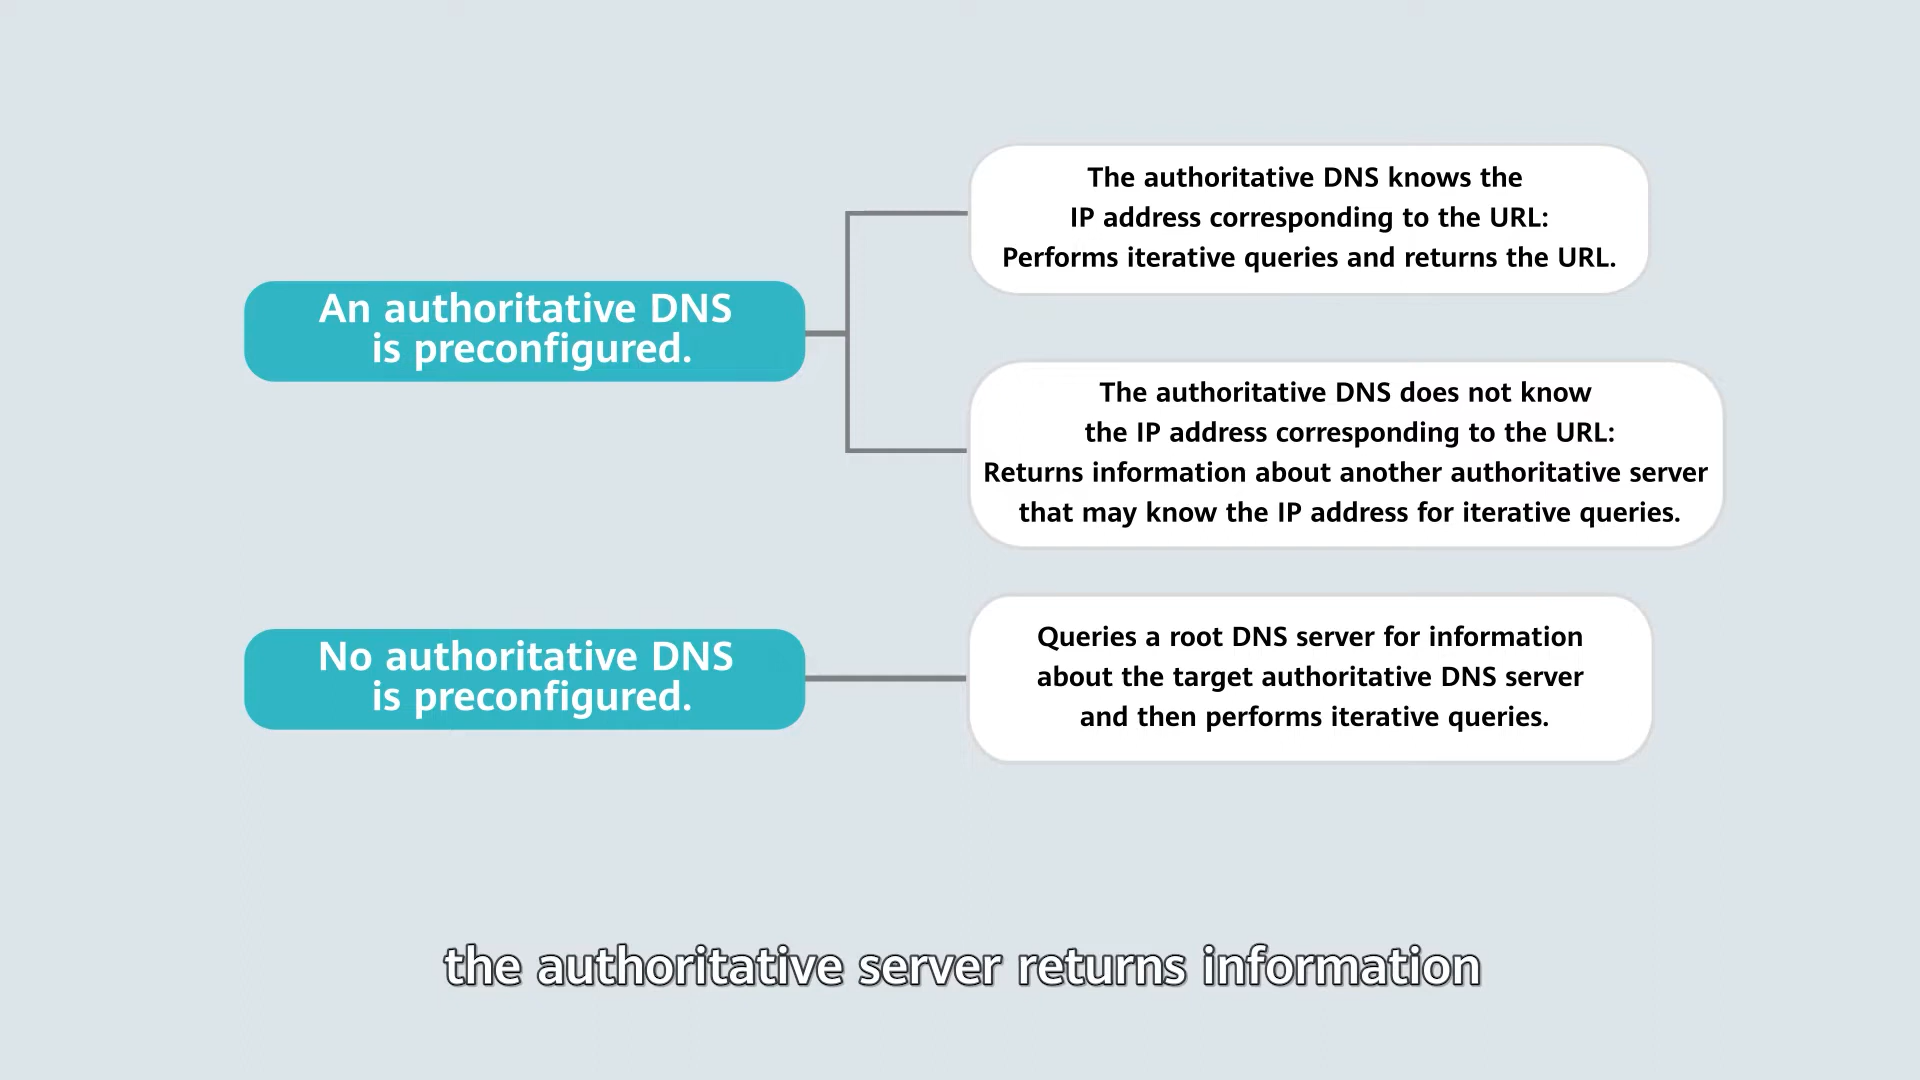 The authoritative DNS knows the
IP address corresponding to the URL:
Performs iterative queries and returns the URL.
An authoritative DNS
is preconfigured.
The authoritative DNS does not know
the IP address corresponding to the URL:
Returns information about another authoritative server
that may know the IP address for iterative queries.
No authoritative DNS
is preconfigured.
Queries a root DNS server for information
about the target authoritative DNS server
and then performs iterative queries.
the authoritative server returns information